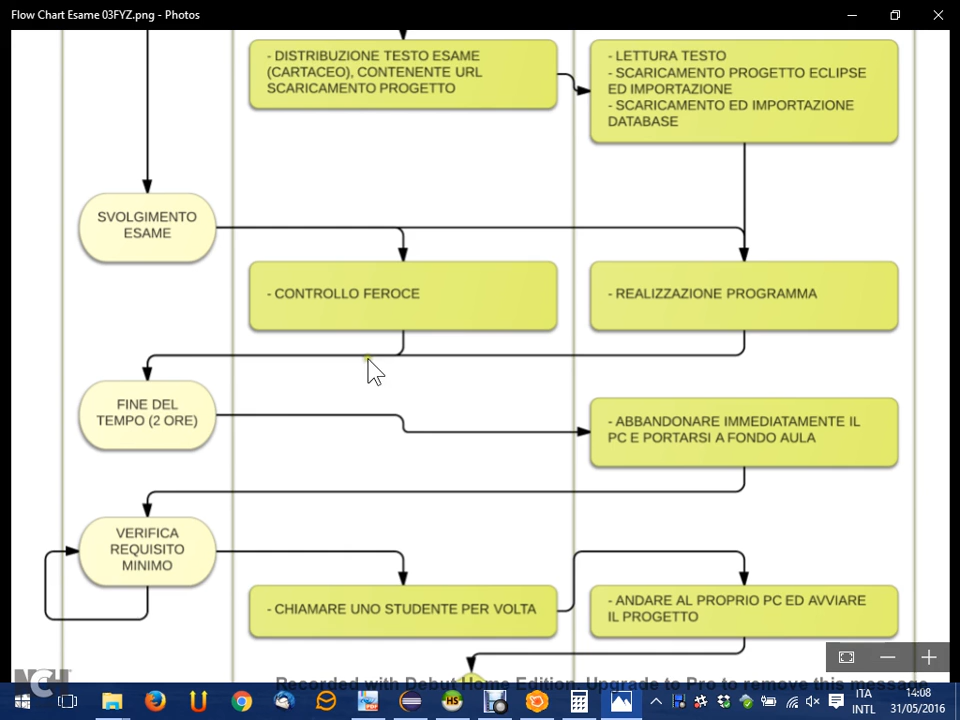 Flow Chart Esame 03FYZ.png - Photos
- DISTRIBUZIONE TESTO ESAME
(CARTACEO), CONTENENTE URL
SCARICAMENTO PROGETTO
- LETTURA TESTO
- SCARICAMENTO PROGETTO ECLIPSE
ED IMPORTAZIONE
- SCARICAMENTO ED IMPORTAZIONE
DATABASE
SVOLGIMENTO
ESAME
- CONTROLLO FEROCE
- REALIZZAZIONE PROGRAMMA
FINE DEL
TEMPO (2 ORE)
- ABBANDONARE IMMEDIATAMENTE IL
PC E PORTARSI A FONDO AULA
VERIFICA
REQUISITO
MINIMO
- CHIAMARE UNO STUDENTE PER VOLTA
- ANDARE AL PROPRIO PC ED AVVIARE
IL PROGETTO
NCH
Recorded with Debut Home Edition. Upgrade to Pro to remove this message
HS
ITA
INTL
14:08
31/05/2016